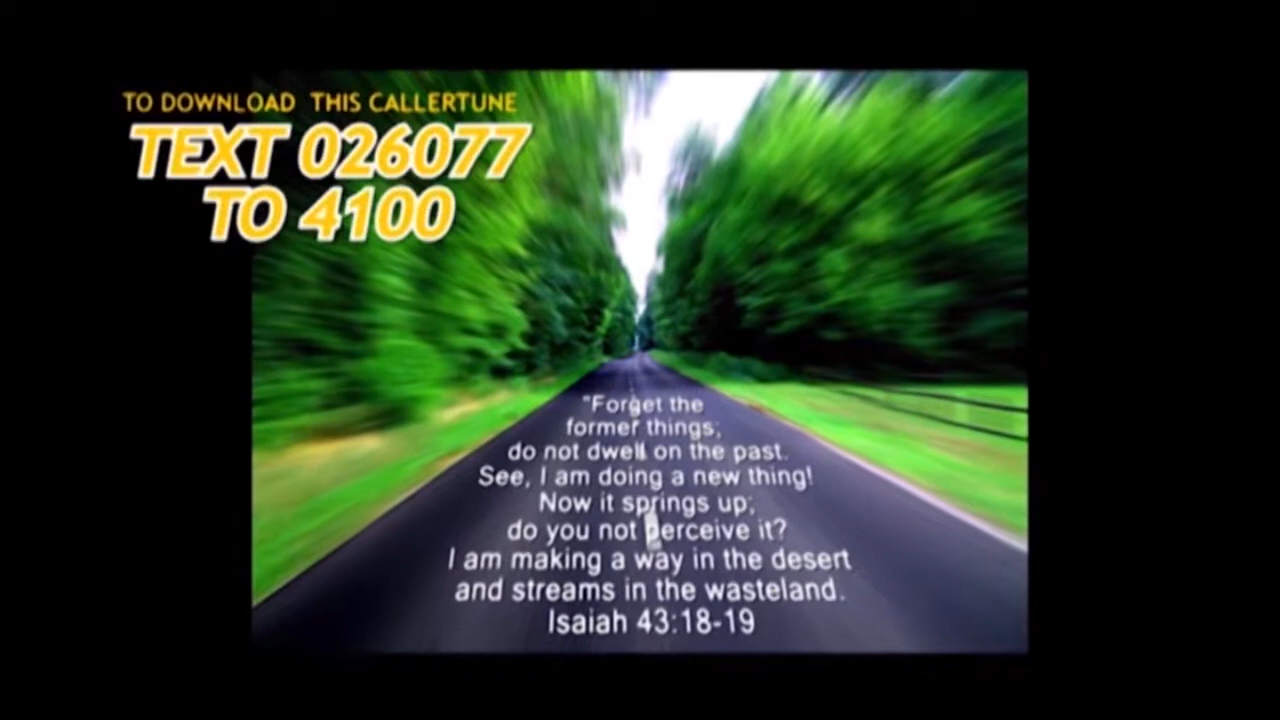 TO DOWNLOAD THIS CALLERTUNE
TEXT 026077
TO 4100
"Forget the
former things;
do not dwell on the past.
See, I am doing a new thing!
Now it springs up;
do you not perceive it?
I am making a way in the desert
and streams in the wasteland.
Isaiah 43:18-19